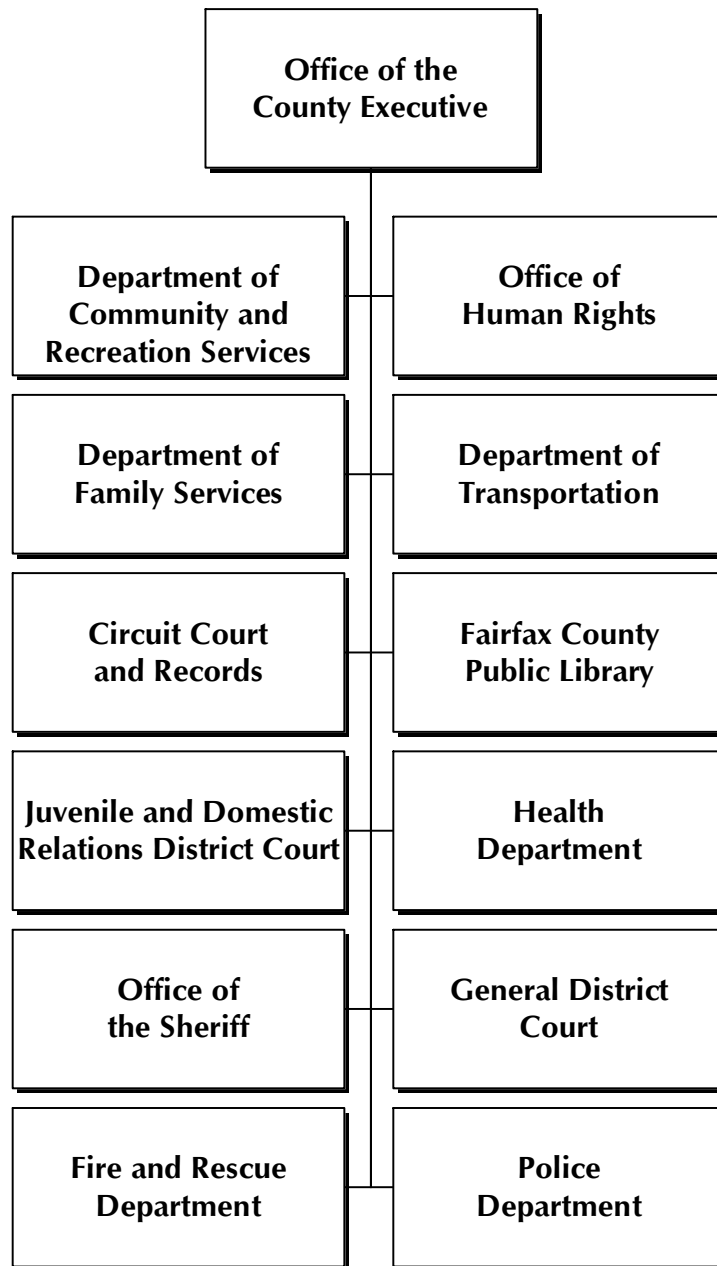 Office of the
County Executive
Department of
Community and
Recreation Services
Office of
Human Rights
Department of
Family Services
Department of
Transportation
Circuit Court
and Records
Fairfax County
Public Library
Juvenile and Domestic
Relations District Court
Health
Department
Office of
the Sheriff
General District
Court
Fire and Rescue
Department
Police
Department